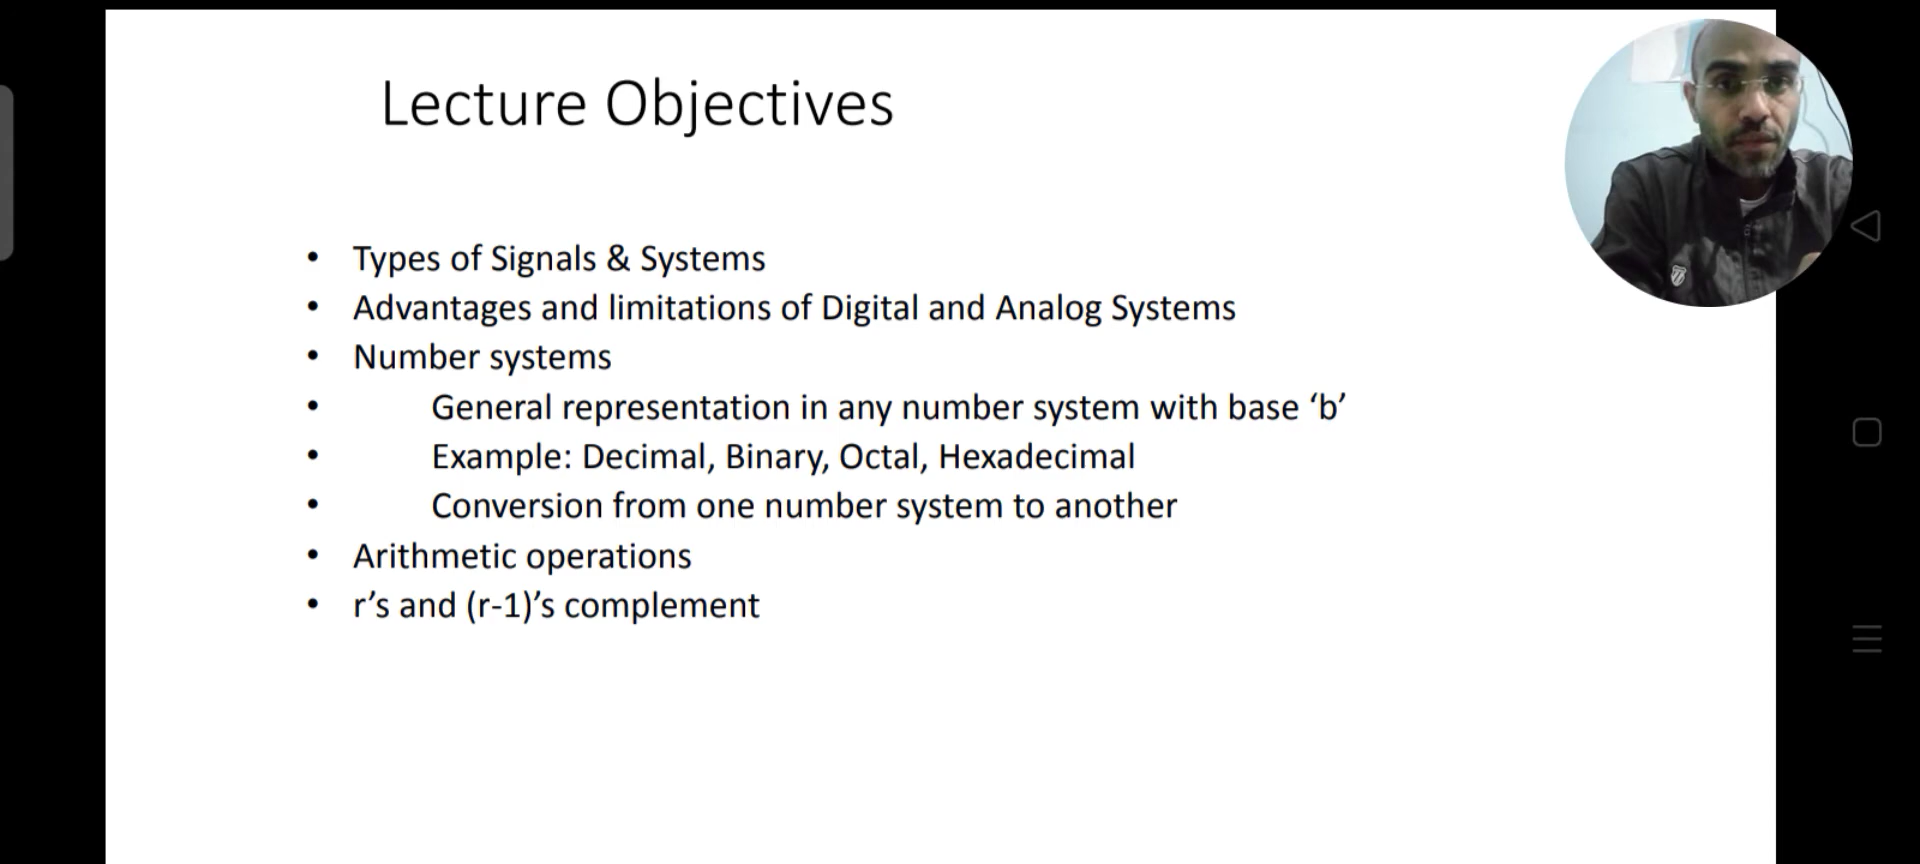 Lecture Objectives
• Types of Signals & Systems
• Advantages and limitations of Digital and Analog Systems
• Number systems
• General representation in any number system with base ‘b’
• Example: Decimal, Binary, Octal, Hexadecimal
• Conversion from one number system to another
• Arithmetic operations
• r’s and (r-1)’s complement